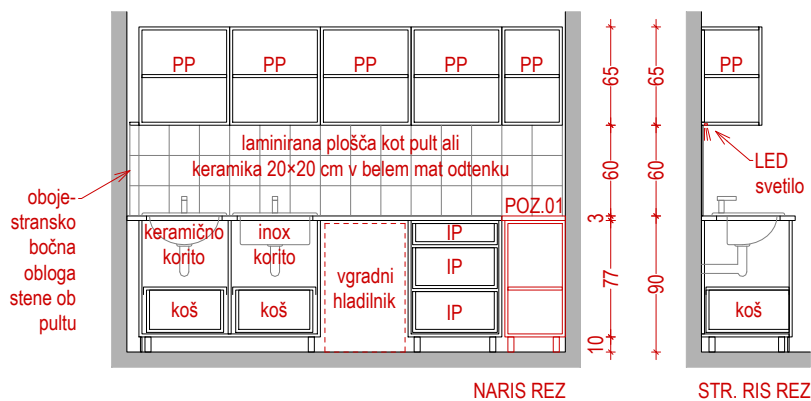 PP PP PP PP PP
PP
65
65
laminirana plošča kot pult ali
keramika 20×20 cm v belem mat odtenku
60
60
LED
svetilo
oboje-
stransko
bočna
obloga
stene ob
pultu
POZ.01
3
keramično
korito
inox
korito
vgradni
hladilnik
IP
IP
IP
koš
koš
koš
77
90
10
NARIS REZ
STR. RIS REZ